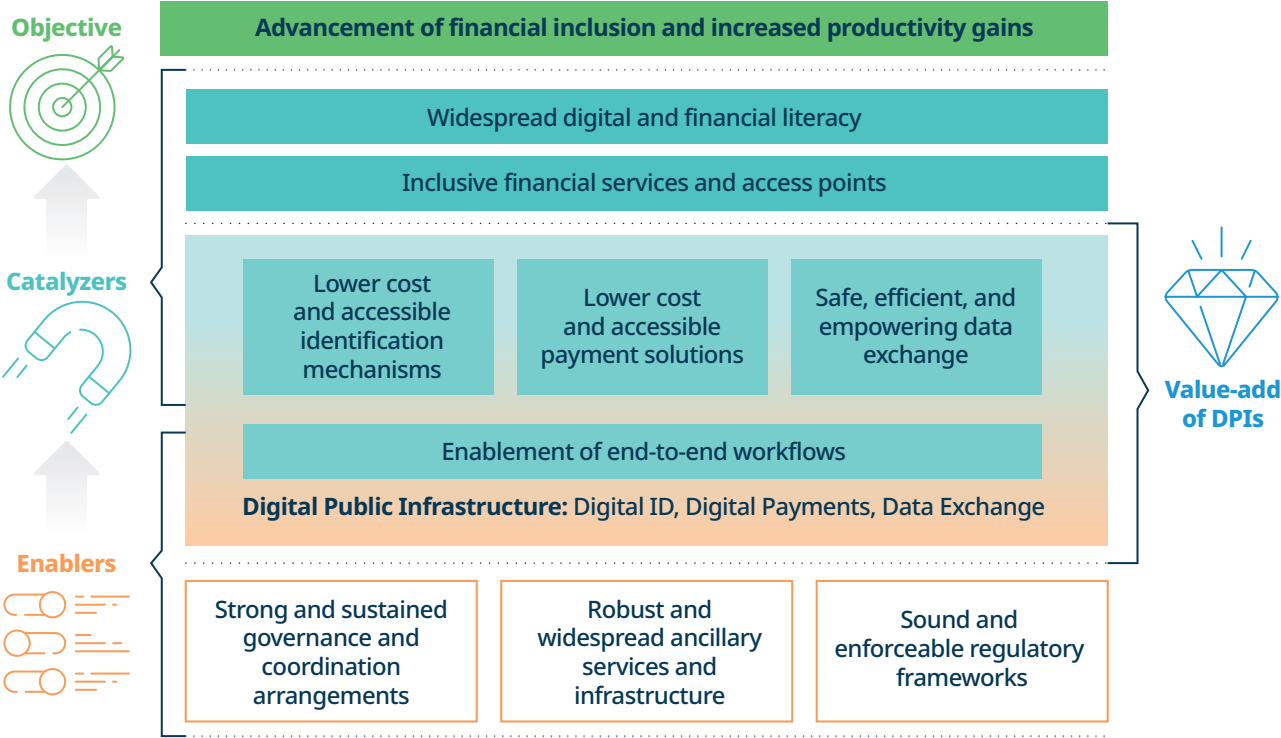 Objective
Advancement of financial inclusion and increased productivity gains
Widespread digital and financial literacy
Inclusive financial services and access points
Catalyzers
Lower cost
and accessible
identification
mechanisms
Lower cost
and accessible
payment solutions
Safe, efficient, and
empowering data
exchange
Value-add
of DPIs
Enablement of end-to-end workflows
Digital Public Infrastructure: Digital ID, Digital Payments, Data Exchange
Enablers
Strong and sustained
governance and
coordination
arrangements
Robust and
widespread ancillary
services and
infrastructure
Sound and
enforceable regulatory
frameworks